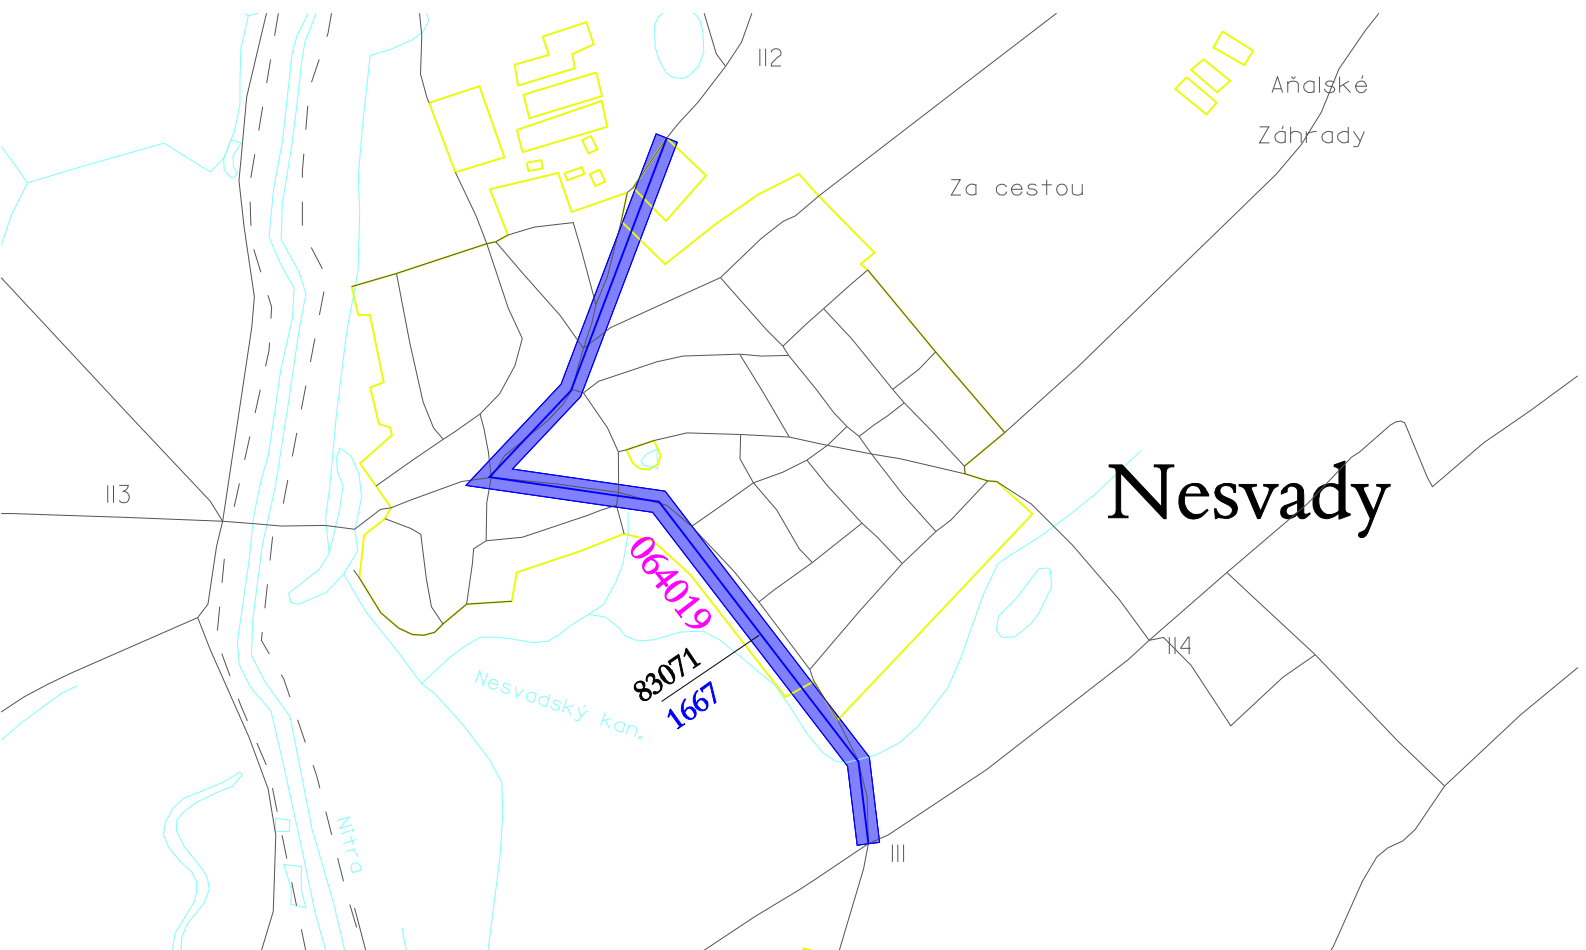 112
Aňalské
Záhrady
Za cestou
113
Nesvady
064019
83071
1667
114
Nesvadský kan.
Nitra
111